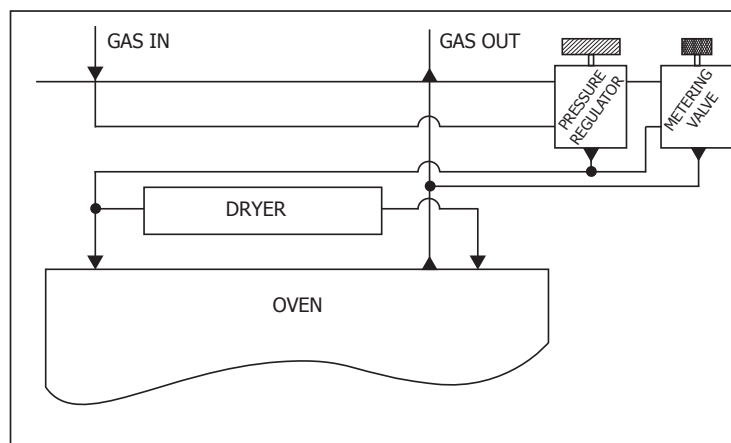 GAS IN
GAS OUT
PRESSURE
REGULATOR
METERING
VALVE
DRYER
OVEN